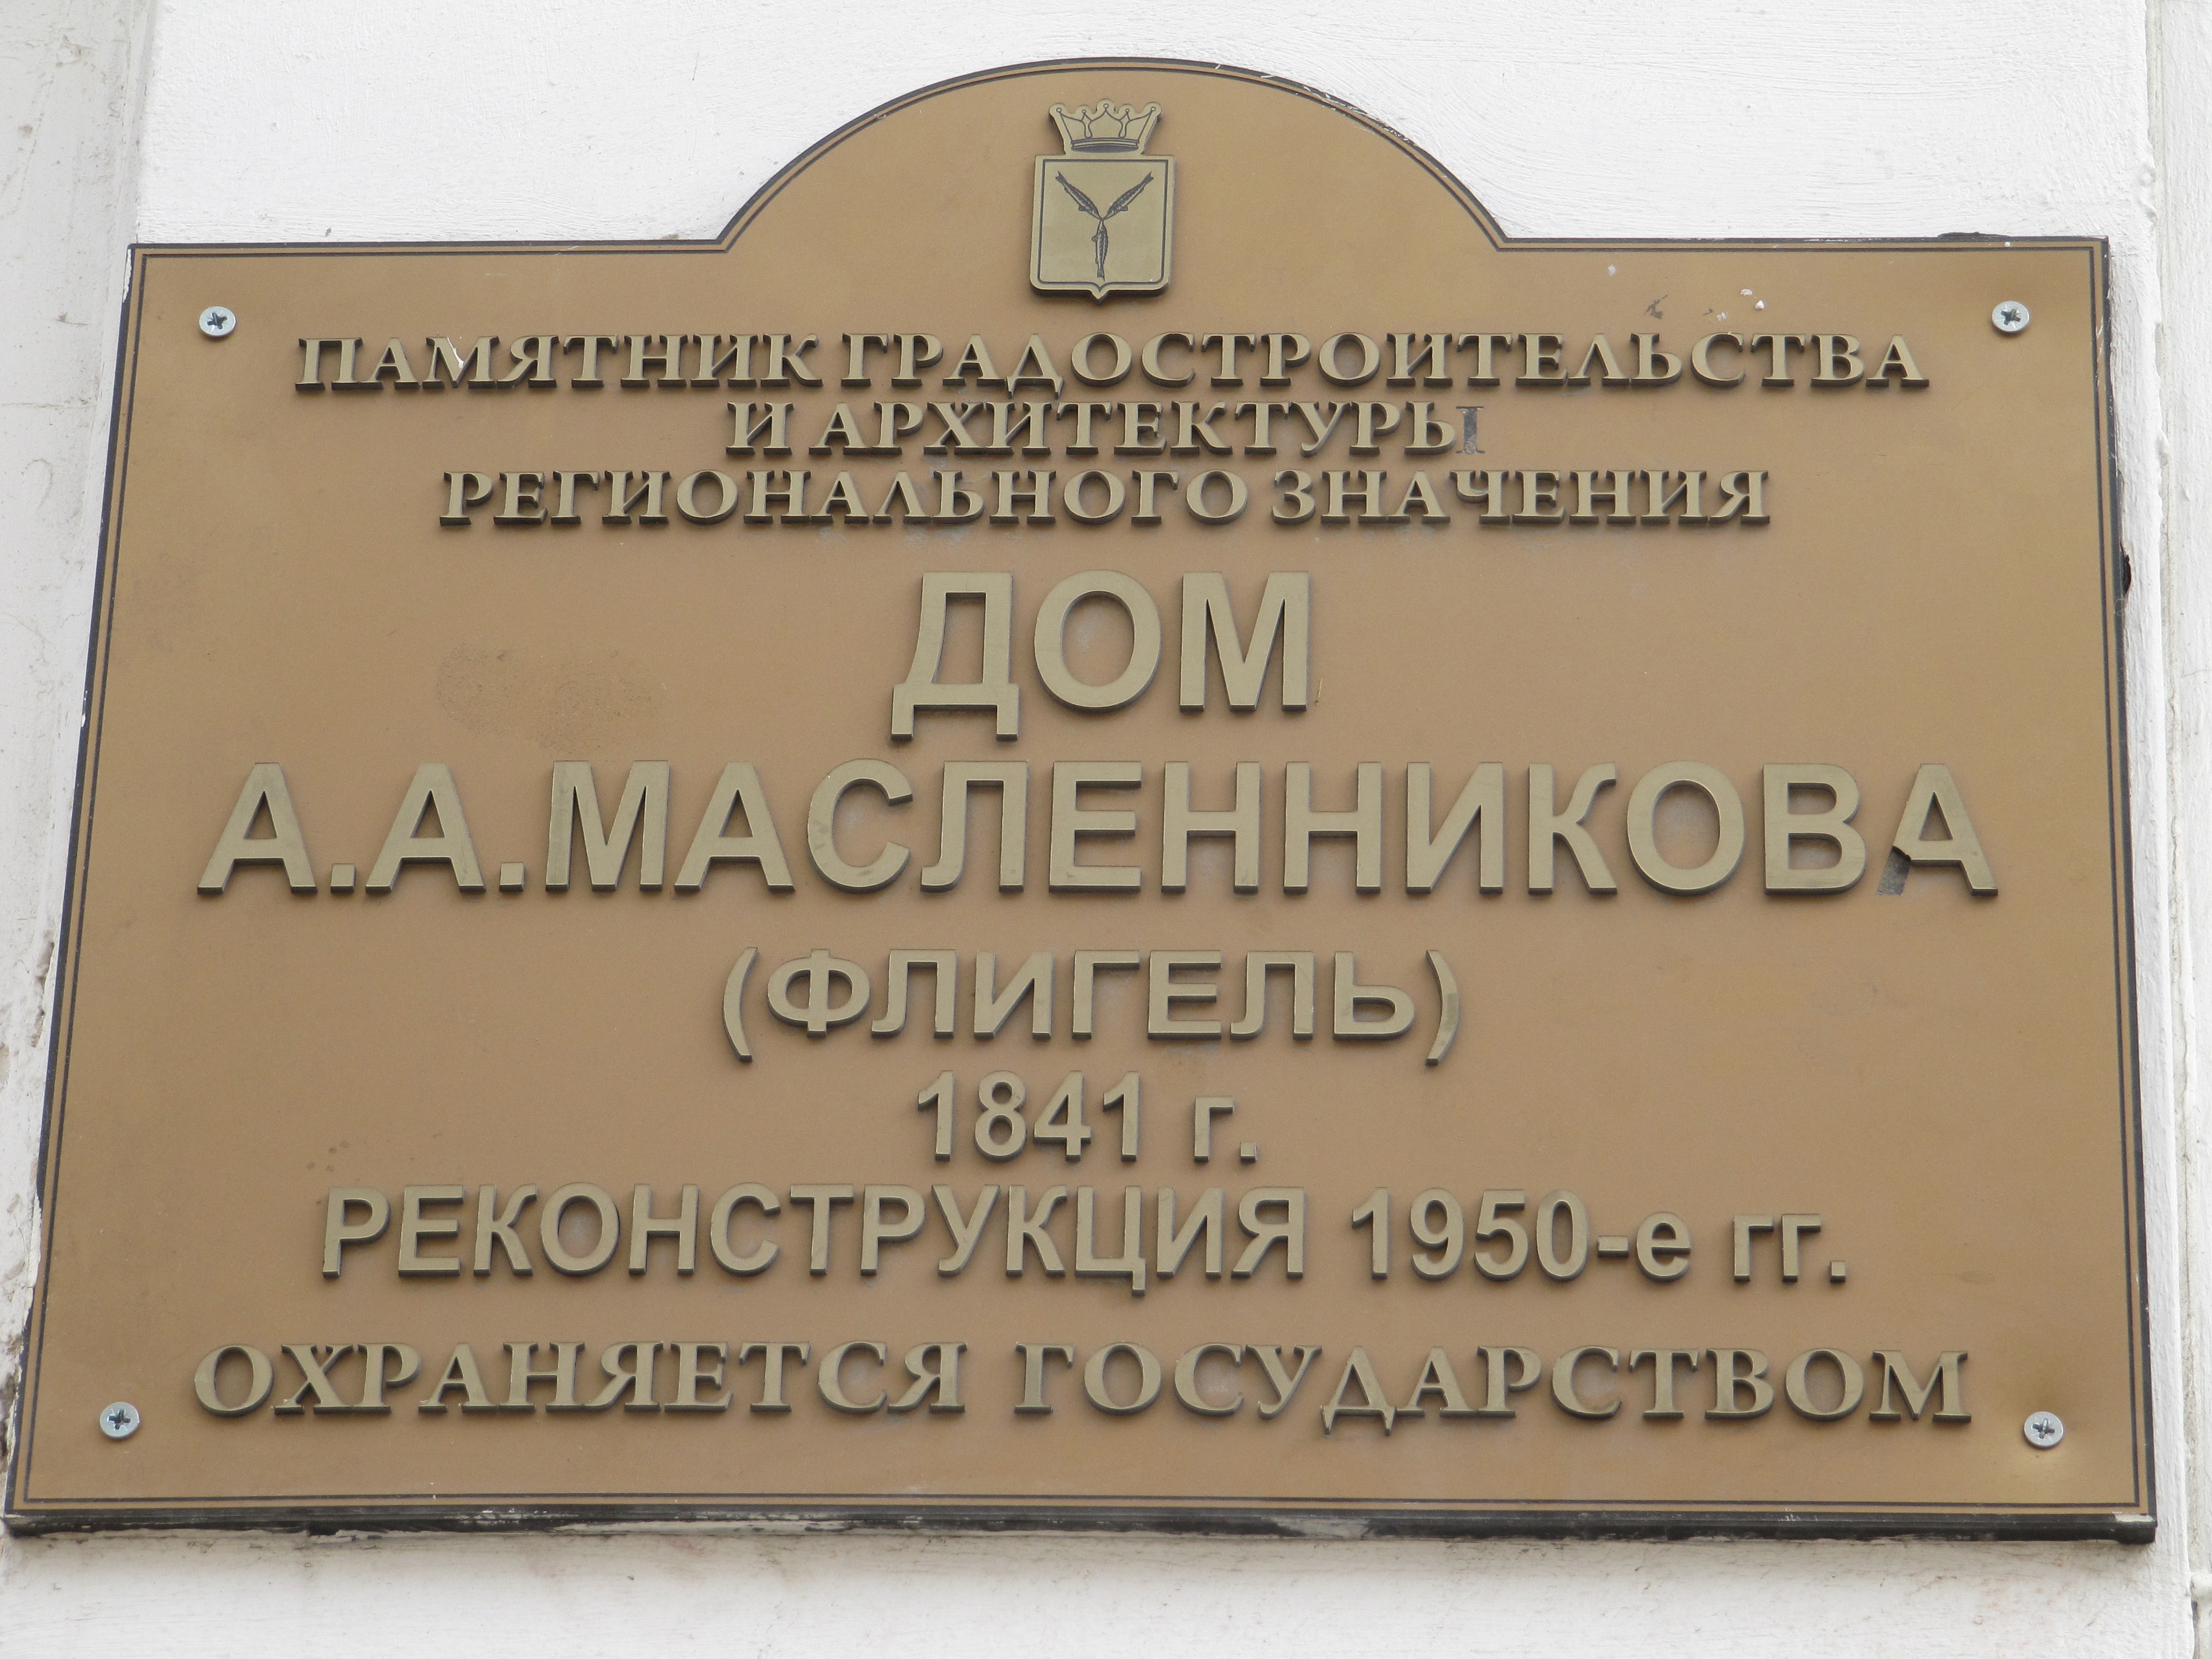 ПАМЯТНИК ГРАДОСТРОИТЕЛЬСТВА
И АРХИТЕКТУРЫ
РЕГИОНАЛЬНОГО ЗНАЧЕНИЯ
ДОМ
А.А.МАСЛЕННИКОВА
(ФЛИГЕЛЬ)
1841 г.
РЕКОНСТРУКЦИЯ 1950-е гг.
ОХРАНЯЕТСЯ ГОСУДАРСТВОМ